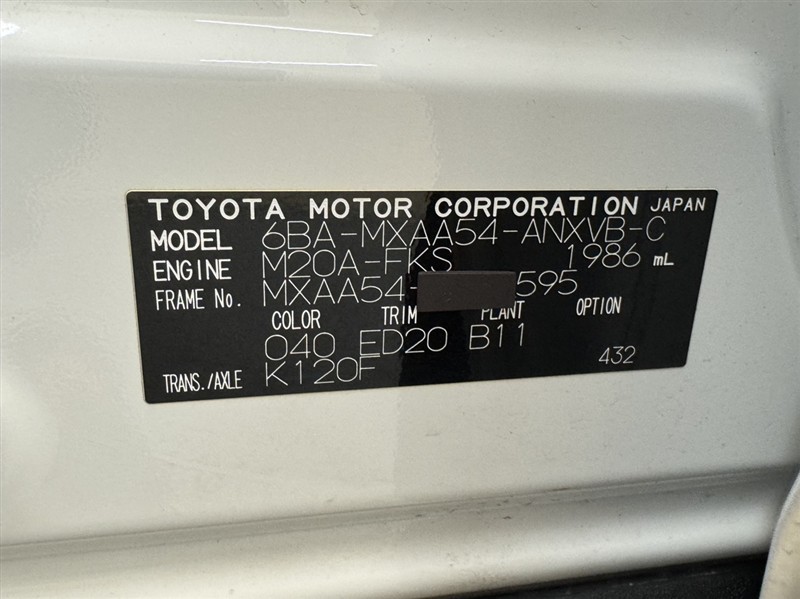 TOYOTA MOTOR CORPORATION JAPAN
MODEL 6BA-MXAA54-ANXVB-C
ENGINE M20A-FKS 1986 mL
FRAME No. MXAA54- 595
COLOR TRIM PLANT OPTION
040 ED20 B11
TRANS./AXLE K120F 432